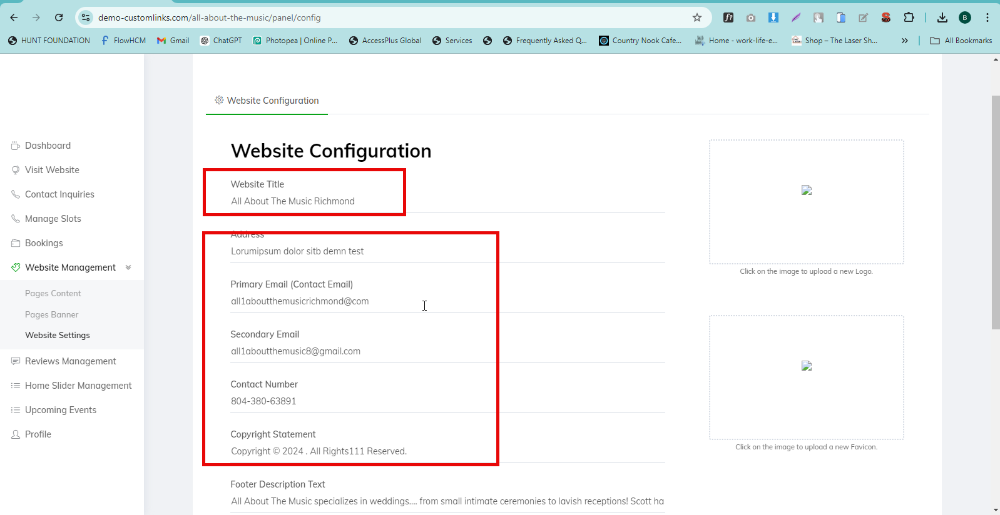 demo-customlinks.com/all-about-the-music/panel/config
B
HUNT FOUNDATION
FlowHCM
Gmail
ChatGPT
Photopea | Online P...
AccessPlus Global
Services
Frequently Asked Q...
Country Nook Cafe...
Home - work-life-e...
Shop – The Laser Sh...
»
All Bookmarks
Website Configuration
Dashboard
Visit Website
Contact Inquiries
Manage Slots
Bookings
Website Management
Pages Content
Pages Banner
Website Settings
Reviews Management
Home Slider Management
Upcoming Events
Profile
Website Configuration
Website Title
All About The Music Richmond
Address
Lorumipsum dolor sitb demn test
Primary Email (Contact Email)
all1aboutthemusicrichmond@com
Secondary Email
all1aboutthemusic8@gmail.com
Contact Number
804-380-63891
Copyright Statement
Copyright © 2024 . All Rights111 Reserved.
Footer Description Text
All About The Music specializes in weddings.... from small intimate ceremonies to lavish receptions! Scott ha
Click on the image to upload a new Logo.
Click on the image to upload a new Favicon.